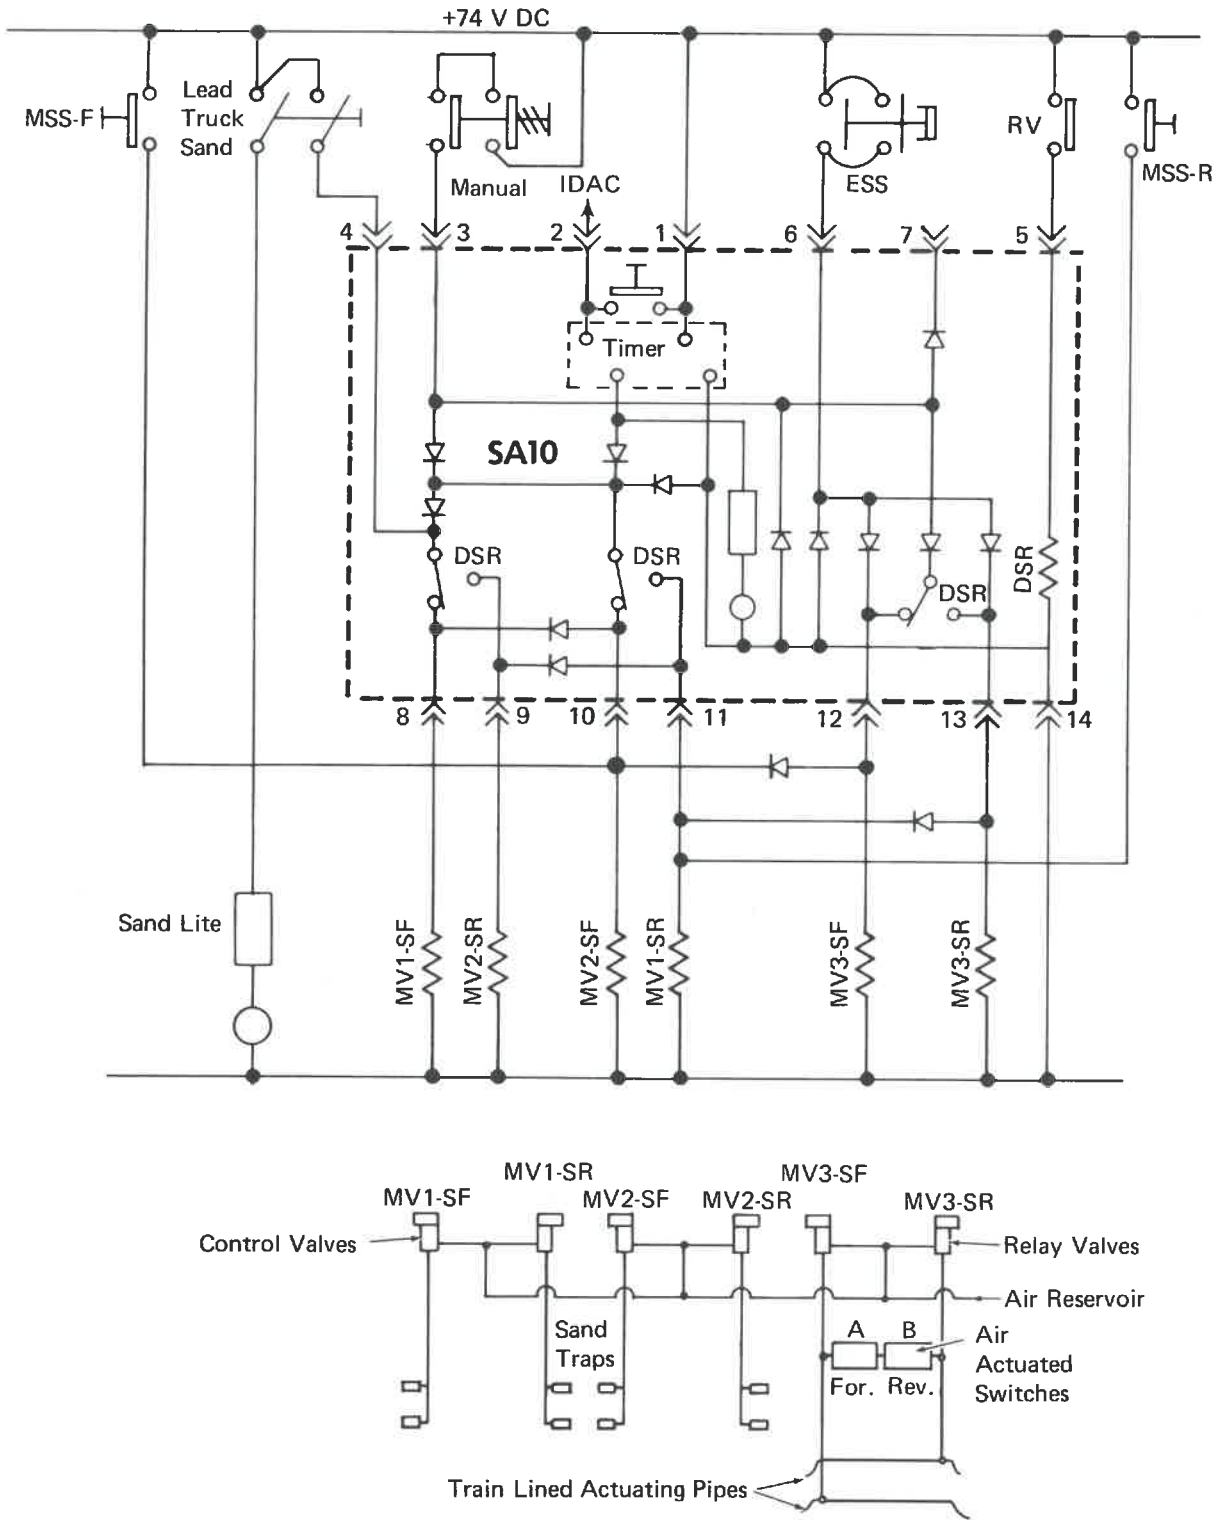 +74 V DC
MSS-F
Lead
Truck
Sand
Manual
IDAC
ESS
RV
MSS-R
4
3
2
1
6
7
5
Timer
SA10
DSR
DSR
DSR
DSR
8
9
10
11
12
13
14
Sand Lite
MV1-SF
MV2-SR
MV2-SF
MV1-SR
MV3-SF
MV3-SR
MV1-SF
MV1-SR
MV2-SF
MV2-SR
MV3-SF
MV3-SR
Control Valves
Relay Valves
Air Reservoir
Sand
Traps
A
B
For.
Rev.
Air
Actuated
Switches
Train Lined Actuating Pipes